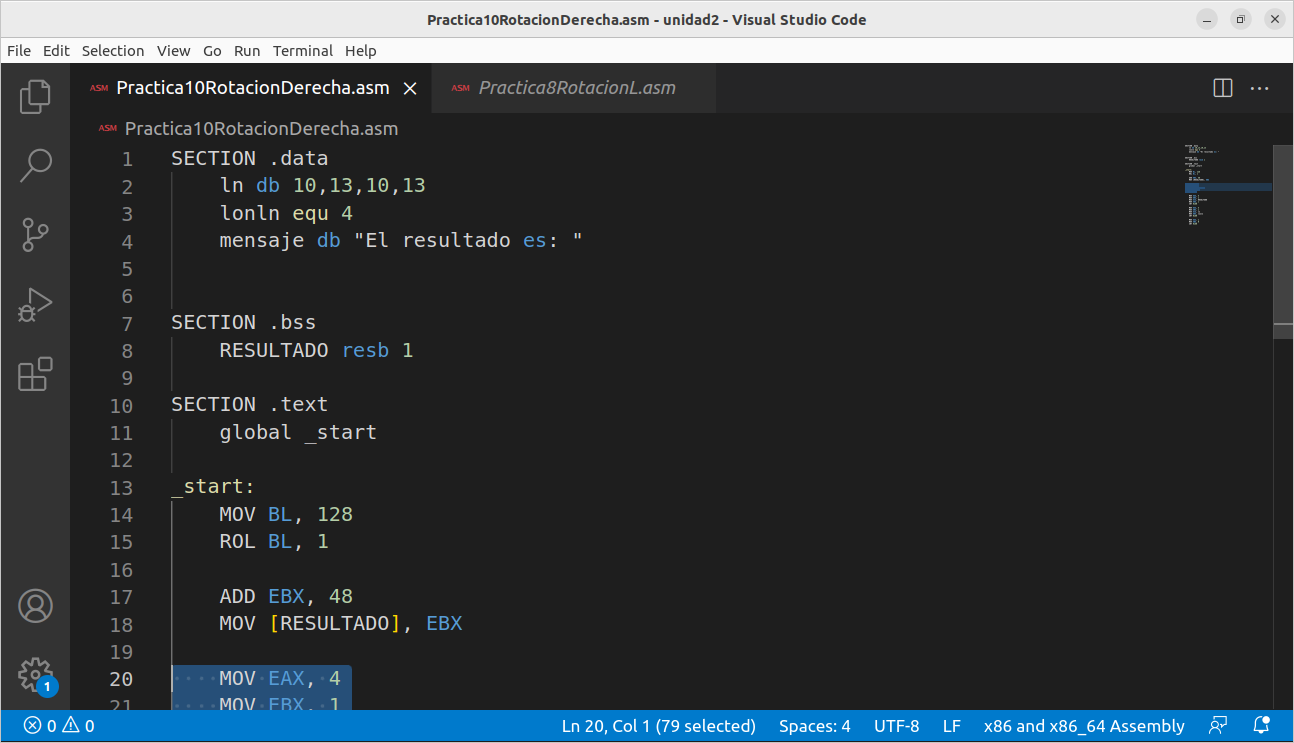 Practica10RotacionDerecha.asm - unidad2 - Visual Studio Code
File Edit Selection View Go Run Terminal Help
ASM Practica10RotacionDerecha.asm ASM Practica8RotacionL.asm
ASM Practica10RotacionDerecha.asm
1 SECTION .data
2 ln db 10,13,10,13
3 lonln equ 4
4 mensaje db "El resultado es: "
5
6
7 SECTION .bss
8 RESULTADO resb 1
9
10 SECTION .text
11 global _start
12
13 _start:
14 MOV BL, 128
15 ROL BL, 1
16
17 ADD EBX, 48
18 MOV [RESULTADO], EBX
19
20 MOV EAX, 4
21 MOV EBX, 1
1
0 0 Ln 20, Col 1 (79 selected) Spaces: 4 UTF-8 LF x86 and x86_64 Assembly